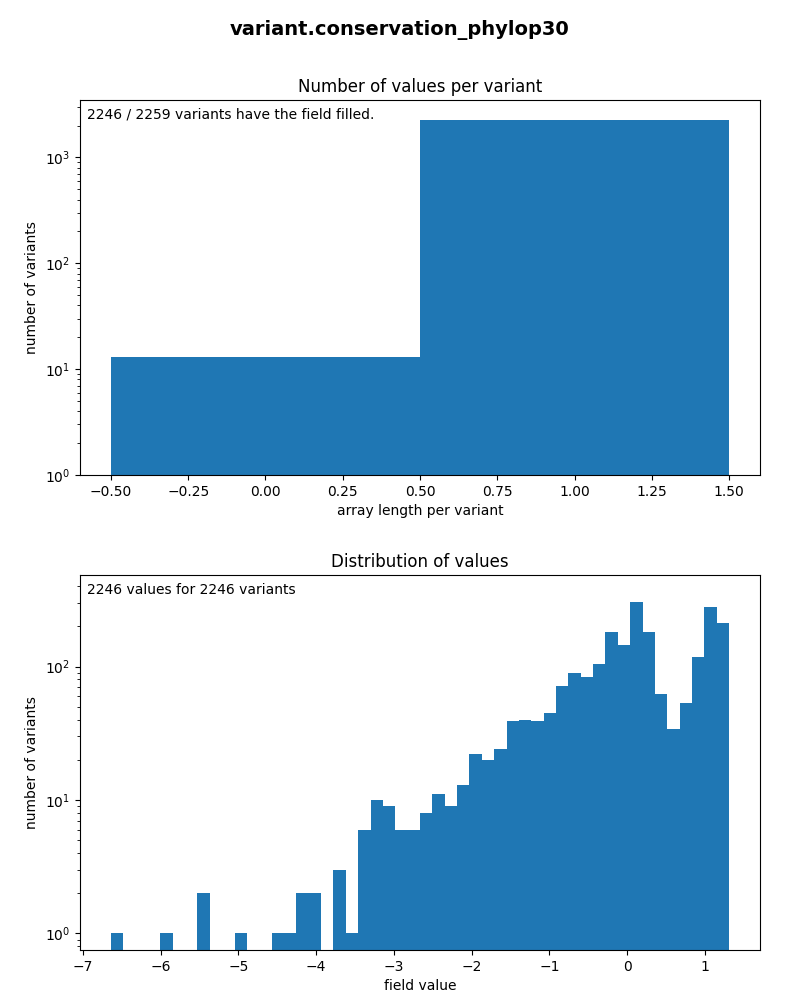 variant.conservation_phylop30
Number of values per variant
2246 / 2259 variants have the field filled.
number of variants
10³
10²
10¹
10⁰
−0.50 −0.25 0.00 0.25 0.50 0.75 1.00 1.25 1.50
array length per variant
Distribution of values
2246 values for 2246 variants
number of variants
10²
10¹
10⁰
−7 −6 −5 −4 −3 −2 −1 0 1
field value